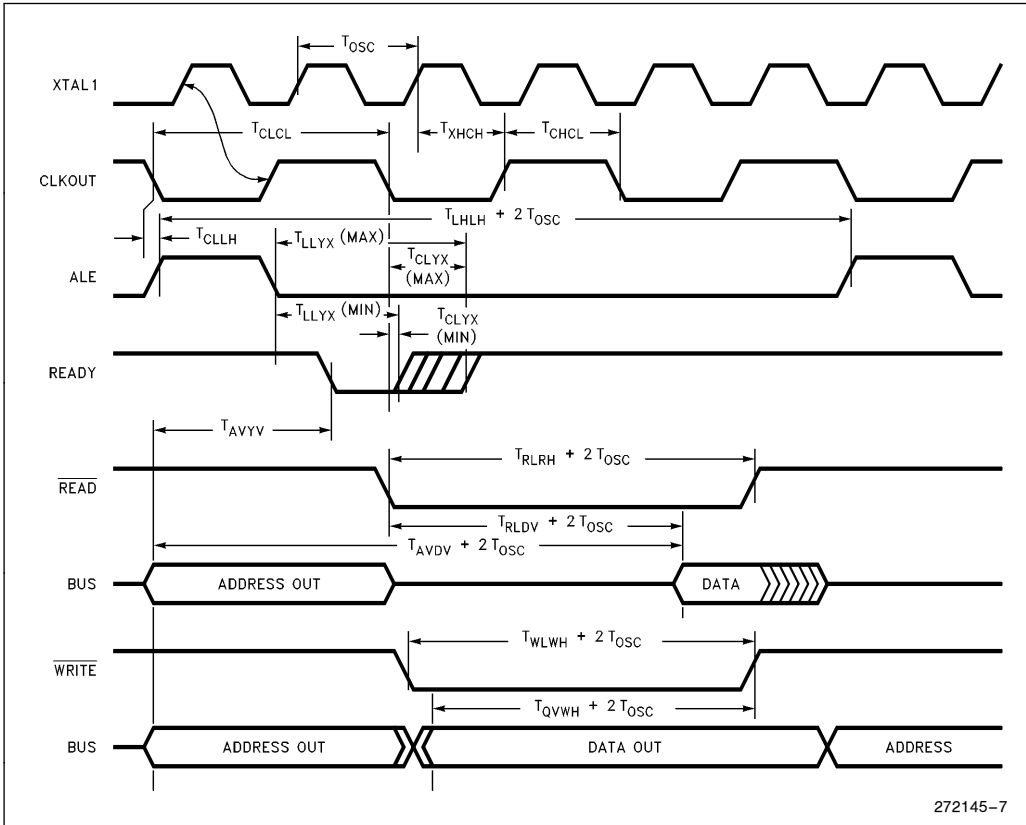 T_OSC
XTAL1
T_CLCL
T_XHCH
T_CHCL
CLKOUT
T_LHLH + 2 T_OSC
T_CLLH
T_LLYX (MAX)
T_CLYX
(MAX)
ALE
T_LLYX (MIN)
T_CLYX
(MIN)
READY
T_AVYV
T_RLRH + 2 T_OSC
READ
T_RLDV + 2 T_OSC
T_AVDV + 2 T_OSC
BUS
ADDRESS OUT
DATA
T_WLWH + 2 T_OSC
WRITE
T_QVWH + 2 T_OSC
BUS
ADDRESS OUT
DATA OUT
ADDRESS
272145-7